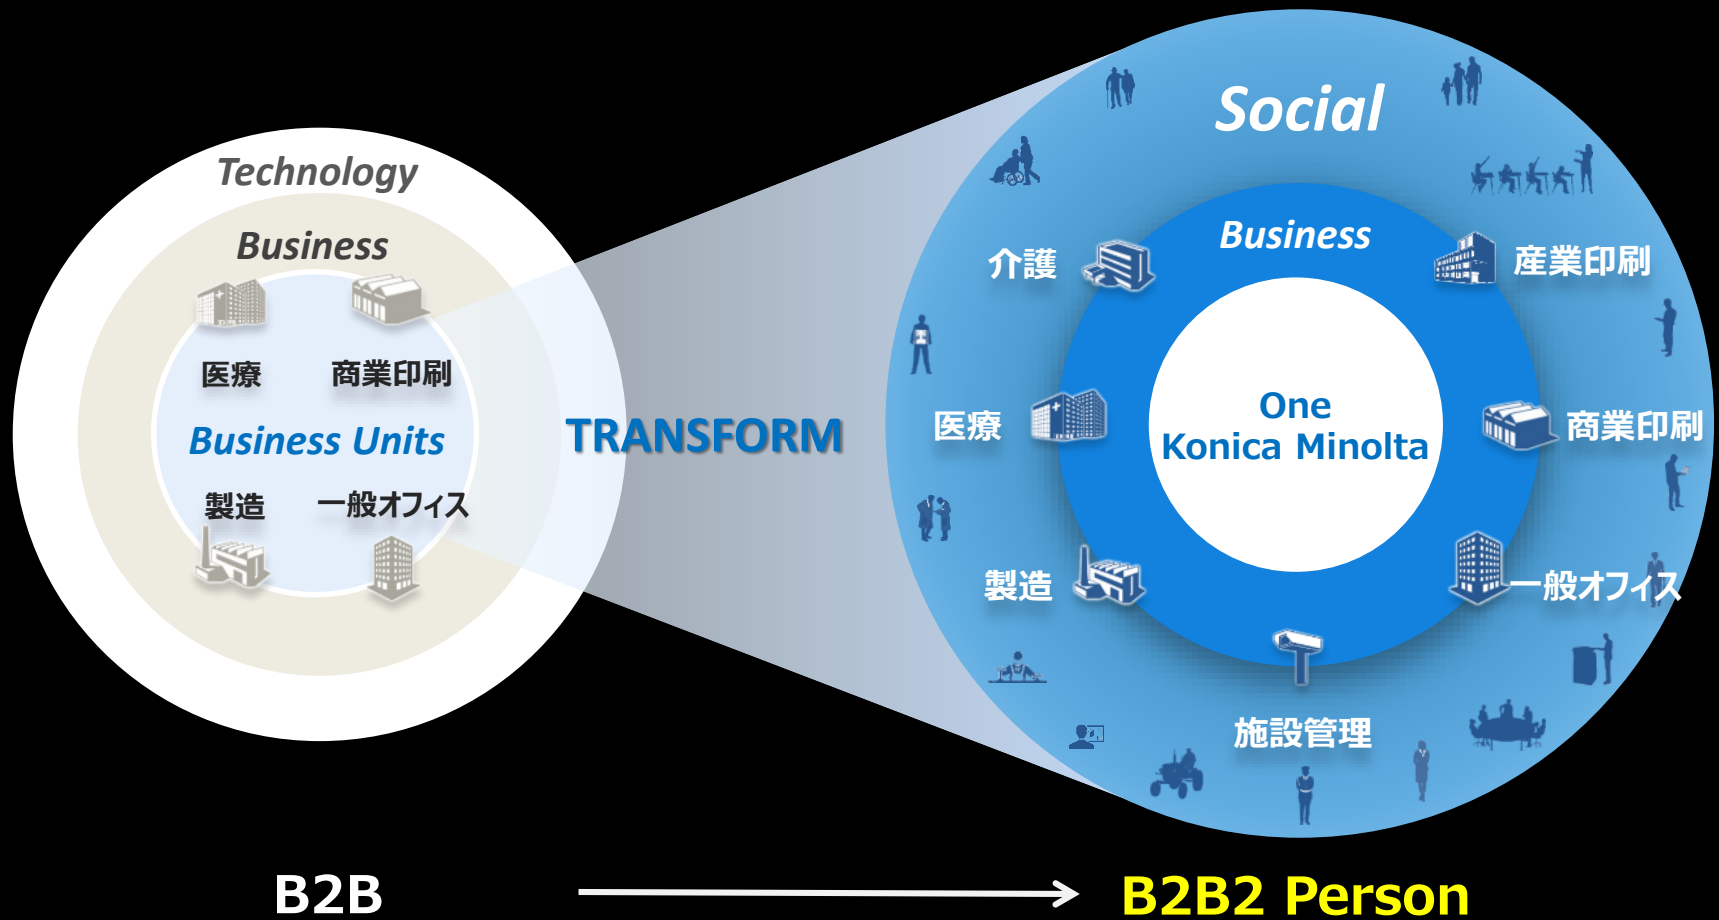 Technology
Business
医療
商業印刷
Business Units
製造
一般オフィス
TRANSFORM
Social
Business
介護
産業印刷
医療
One
Konica Minolta
商業印刷
製造
一般オフィス
施設管理
B2B
B2B2 Person